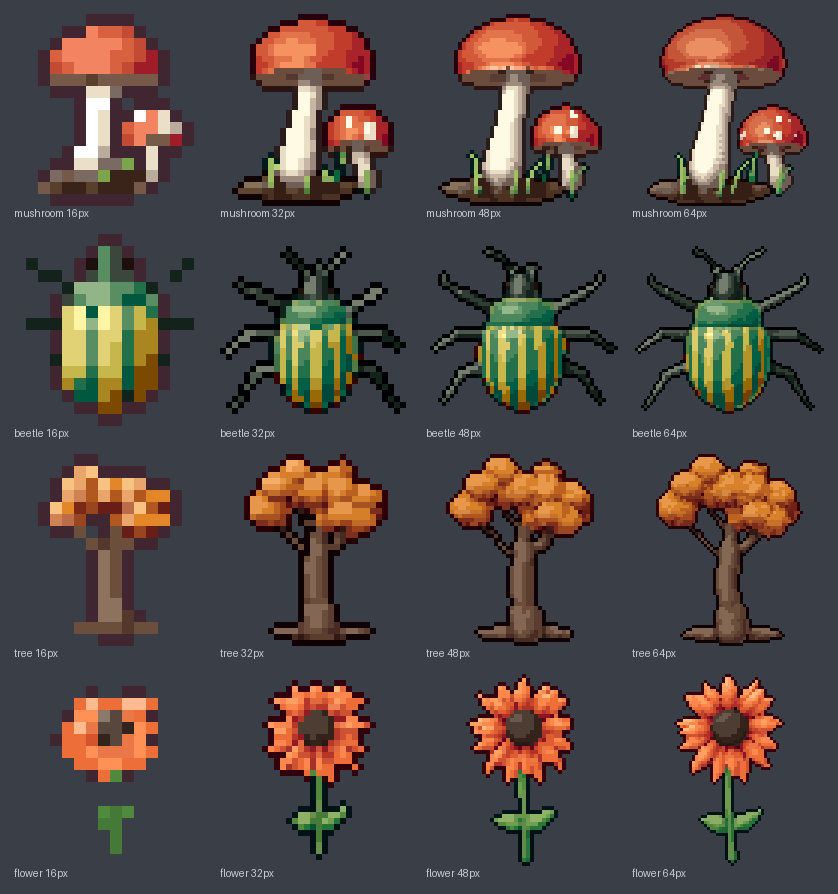 mushroom 16px
mushroom 32px
mushroom 48px
mushroom 64px
beetle 16px
beetle 32px
beetle 48px
beetle 64px
tree 16px
tree 32px
tree 48px
tree 64px
flower 16px
flower 32px
flower 48px
flower 64px